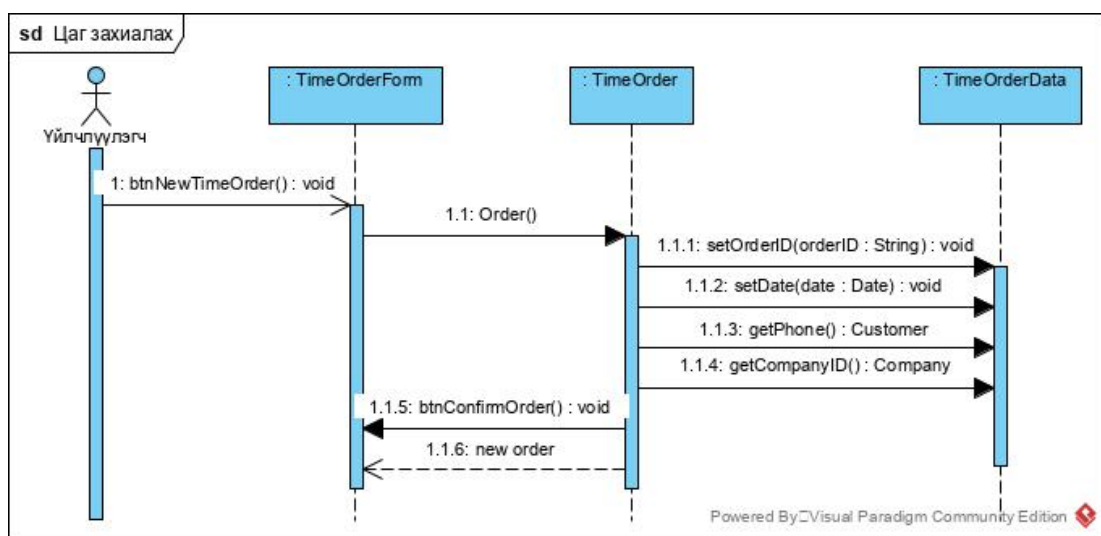 sd Цаг захиалах
: TimeOrderForm
: TimeOrder
: TimeOrderData
Үйлчлүүлэгч
1: btnNewTimeOrder() : void
1.1: Order()
1.1.1: setOrderID(orderID : String) : void
1.1.2: setDate(date : Date) : void
1.1.3: getPhone() : Customer
1.1.4: getCompanyID() : Company
1.1.5: btnConfirmOrder() : void
1.1.6: new order
Powered By Visual Paradigm Community Edition